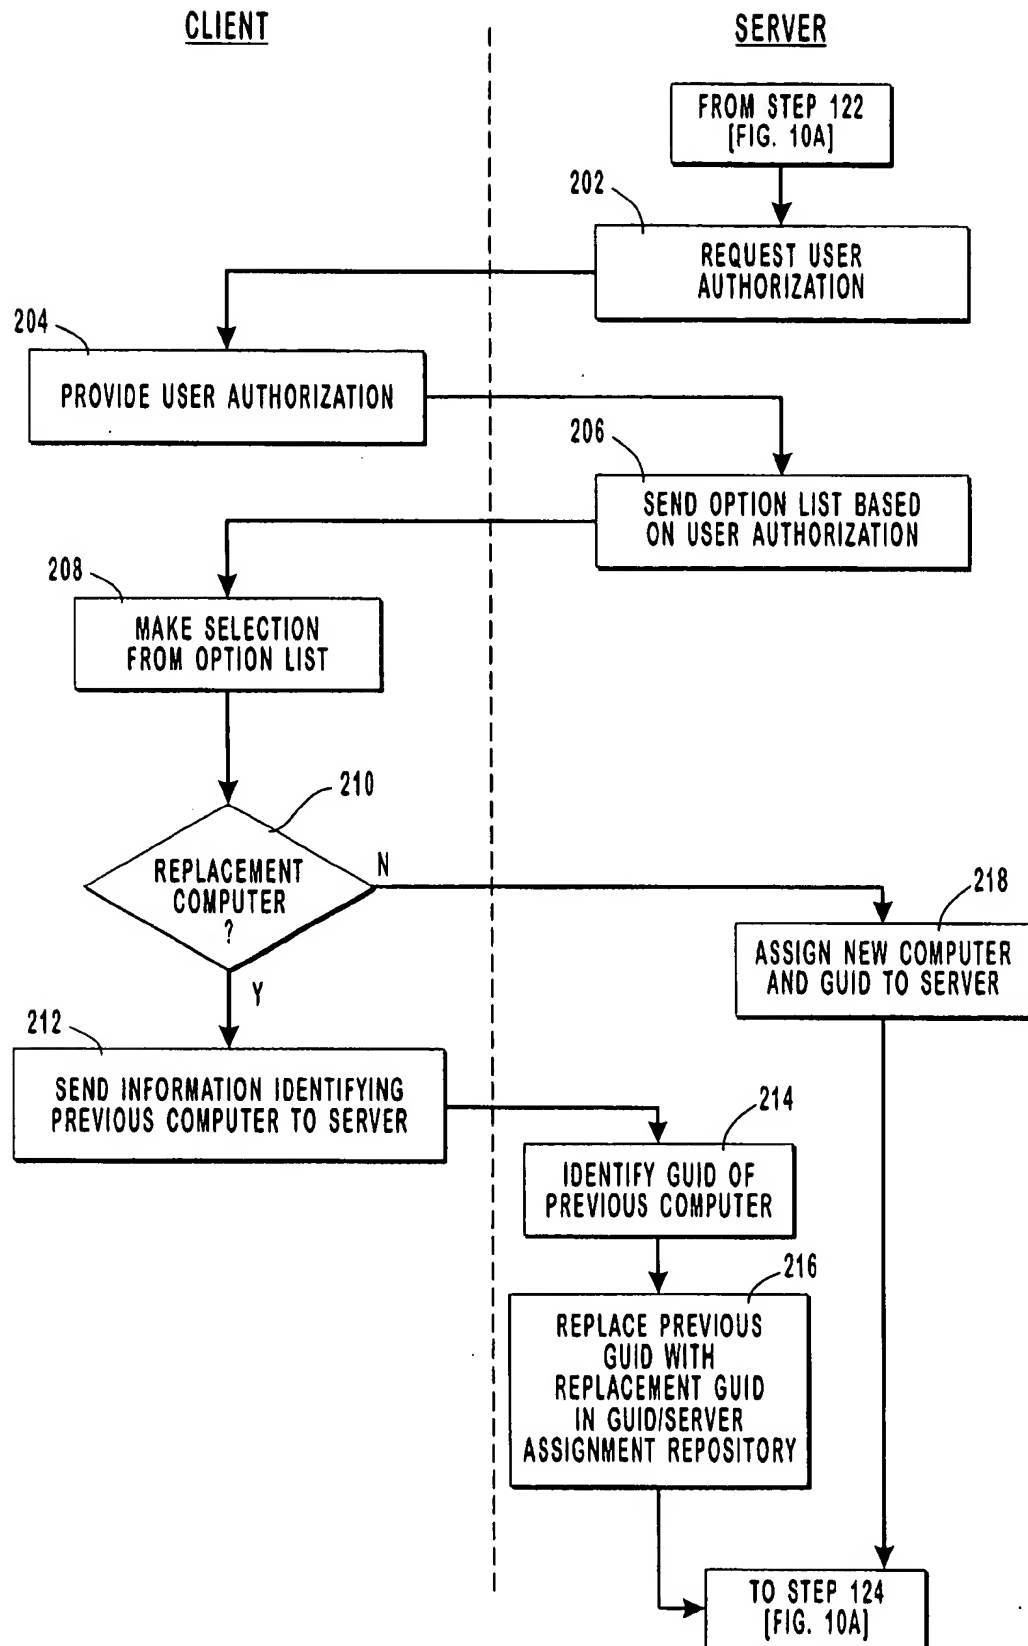 CLIENT
SERVER
FROM STEP 122
[FIG. 10A]
202
REQUEST USER
AUTHORIZATION
204
PROVIDE USER AUTHORIZATION
206
SEND OPTION LIST BASED
ON USER AUTHORIZATION
208
MAKE SELECTION
FROM OPTION LIST
210
REPLACEMENT
COMPUTER
?
N
Y
218
ASSIGN NEW COMPUTER
AND GUID TO SERVER
212
SEND INFORMATION IDENTIFYING
PREVIOUS COMPUTER TO SERVER
214
IDENTIFY GUID OF
PREVIOUS COMPUTER
216
REPLACE PREVIOUS
GUID WITH
REPLACEMENT GUID
IN GUID/SERVER
ASSIGNMENT REPOSITORY
TO STEP 124
[FIG. 10A]